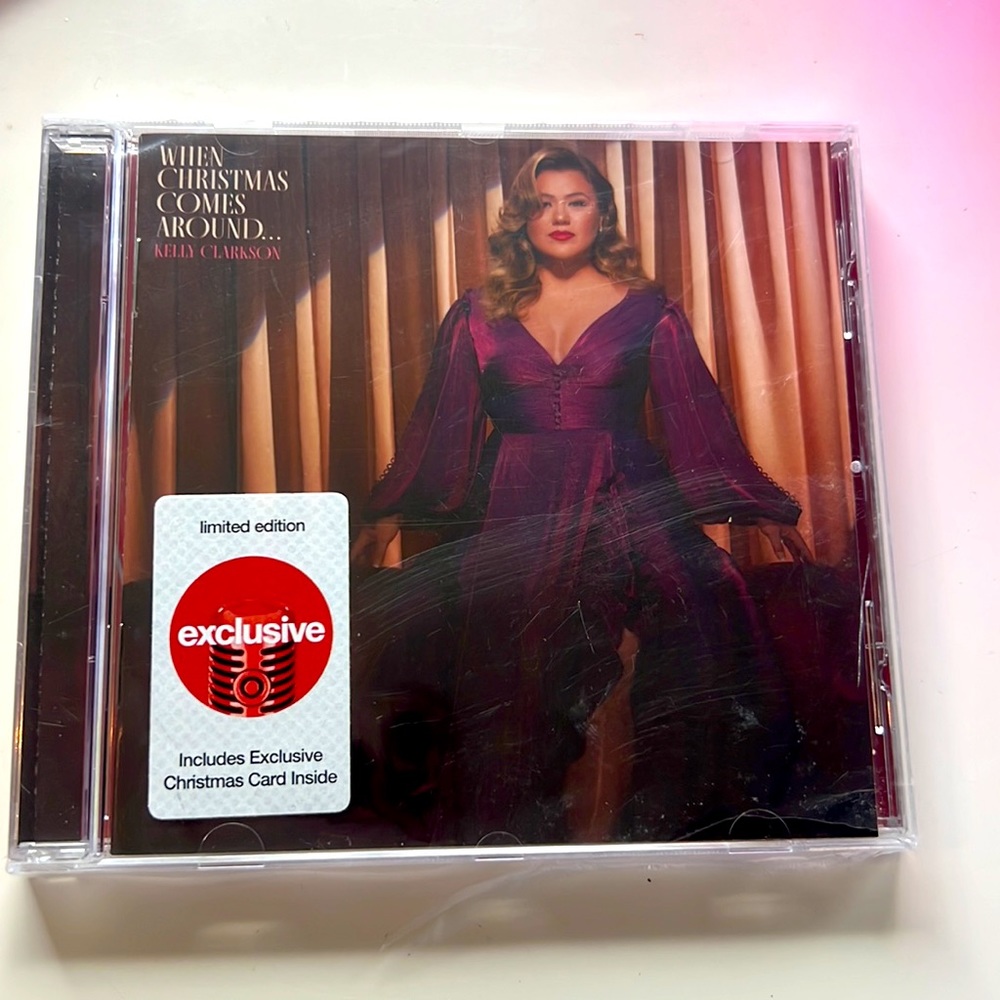 WHEN
CHRISTMAS
COMES
AROUND...
KELLY CLARKSON
limited edition
exclusive
Includes Exclusive
Christmas Card Inside